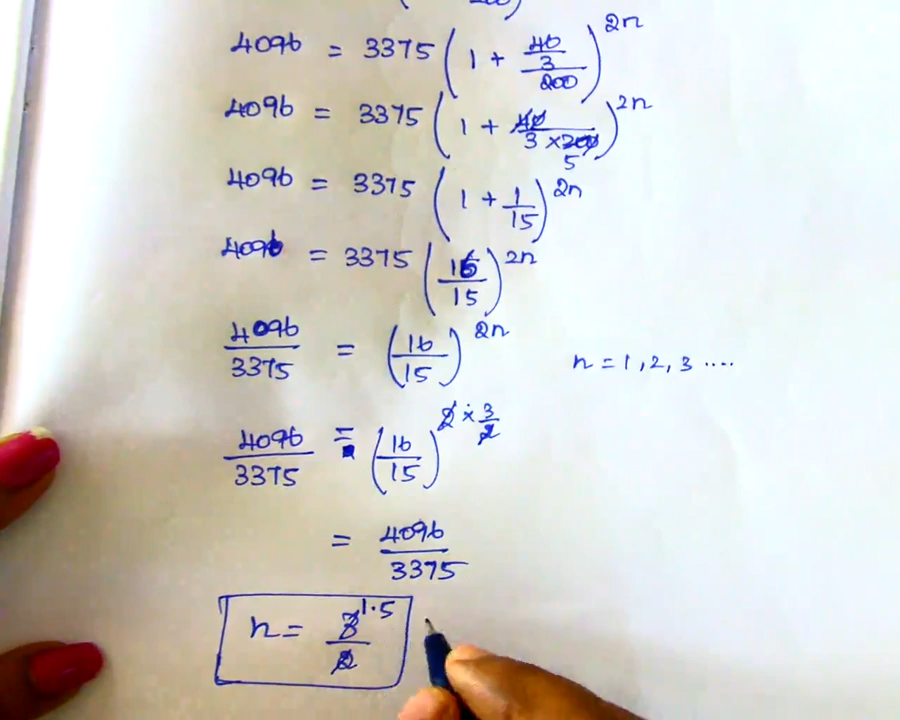 4096 = 3375 (1 + 40/3/200)^2n
4096 = 3375 (1 + 40/3×200 5)^2n
4096 = 3375 (1 + 1/15)^2n
4096 = 3375 (16/15)^2n
4096/3375 = (16/15)^2n
n = 1, 2, 3 ....
4096/3375 = (16/15)^2×3/2
= 4096/3375
n = 3/2 1.5